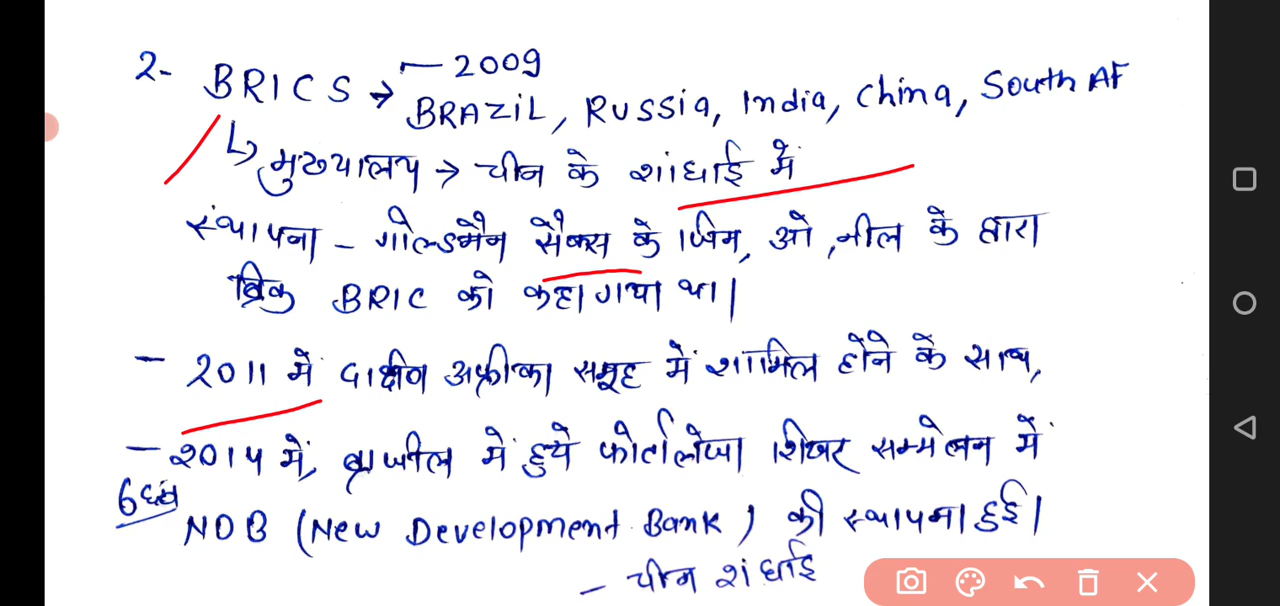 2- BRICS → - 2009
BRAZIL, Russia, India, China, South AF
↳ मुख्यालय → चीन के शांघाई में
स्थापना - गोल्डमैन सैक्स के जिम, ओ, नील के द्वारा
ब्रिक BRIC को कहा गया था।
- 2011 में दक्षिण अफ्रीका समूह में शामिल होने के साथ,
- 2014 में, ब्राजील में हुये फोर्तालेजा शिखर सम्मेलन में
NDB (New Development Bank) की स्थापना हुई।
- चीन शंघाई